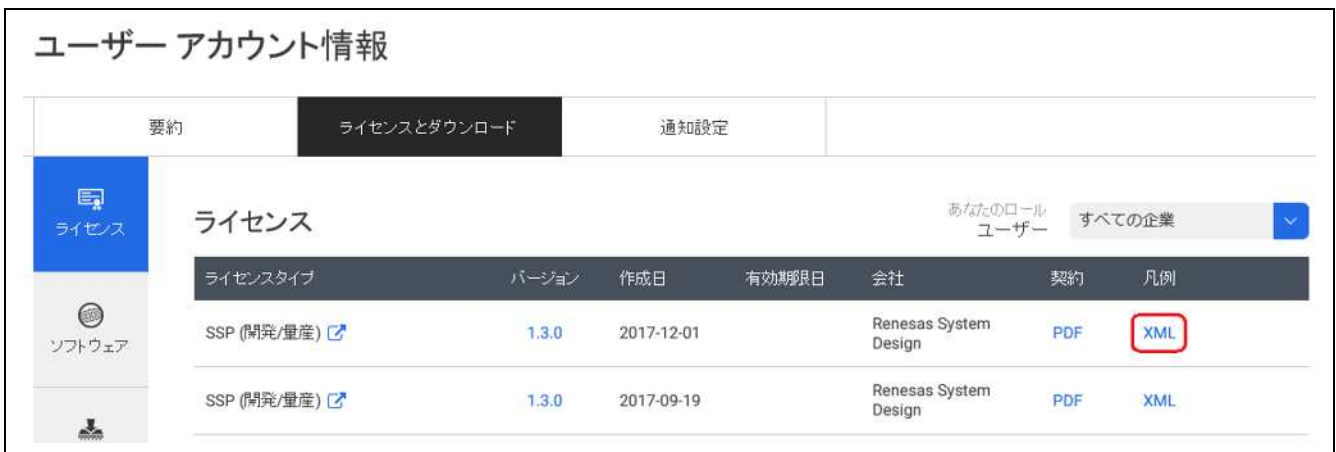 ユーザー アカウント情報
要約 ライセンスとダウンロード 通知設定
ライセンス
ソフトウェア
ライセンス
あなたのロール
ユーザー
すべての企業
ライセンスタイプ バージョン 作成日 有効期限日 会社 契約 凡例
SSP (開発/量産) 1.3.0 2017-12-01 Renesas System Design PDF XML
SSP (開発/量産) 1.3.0 2017-09-19 Renesas System Design PDF XML